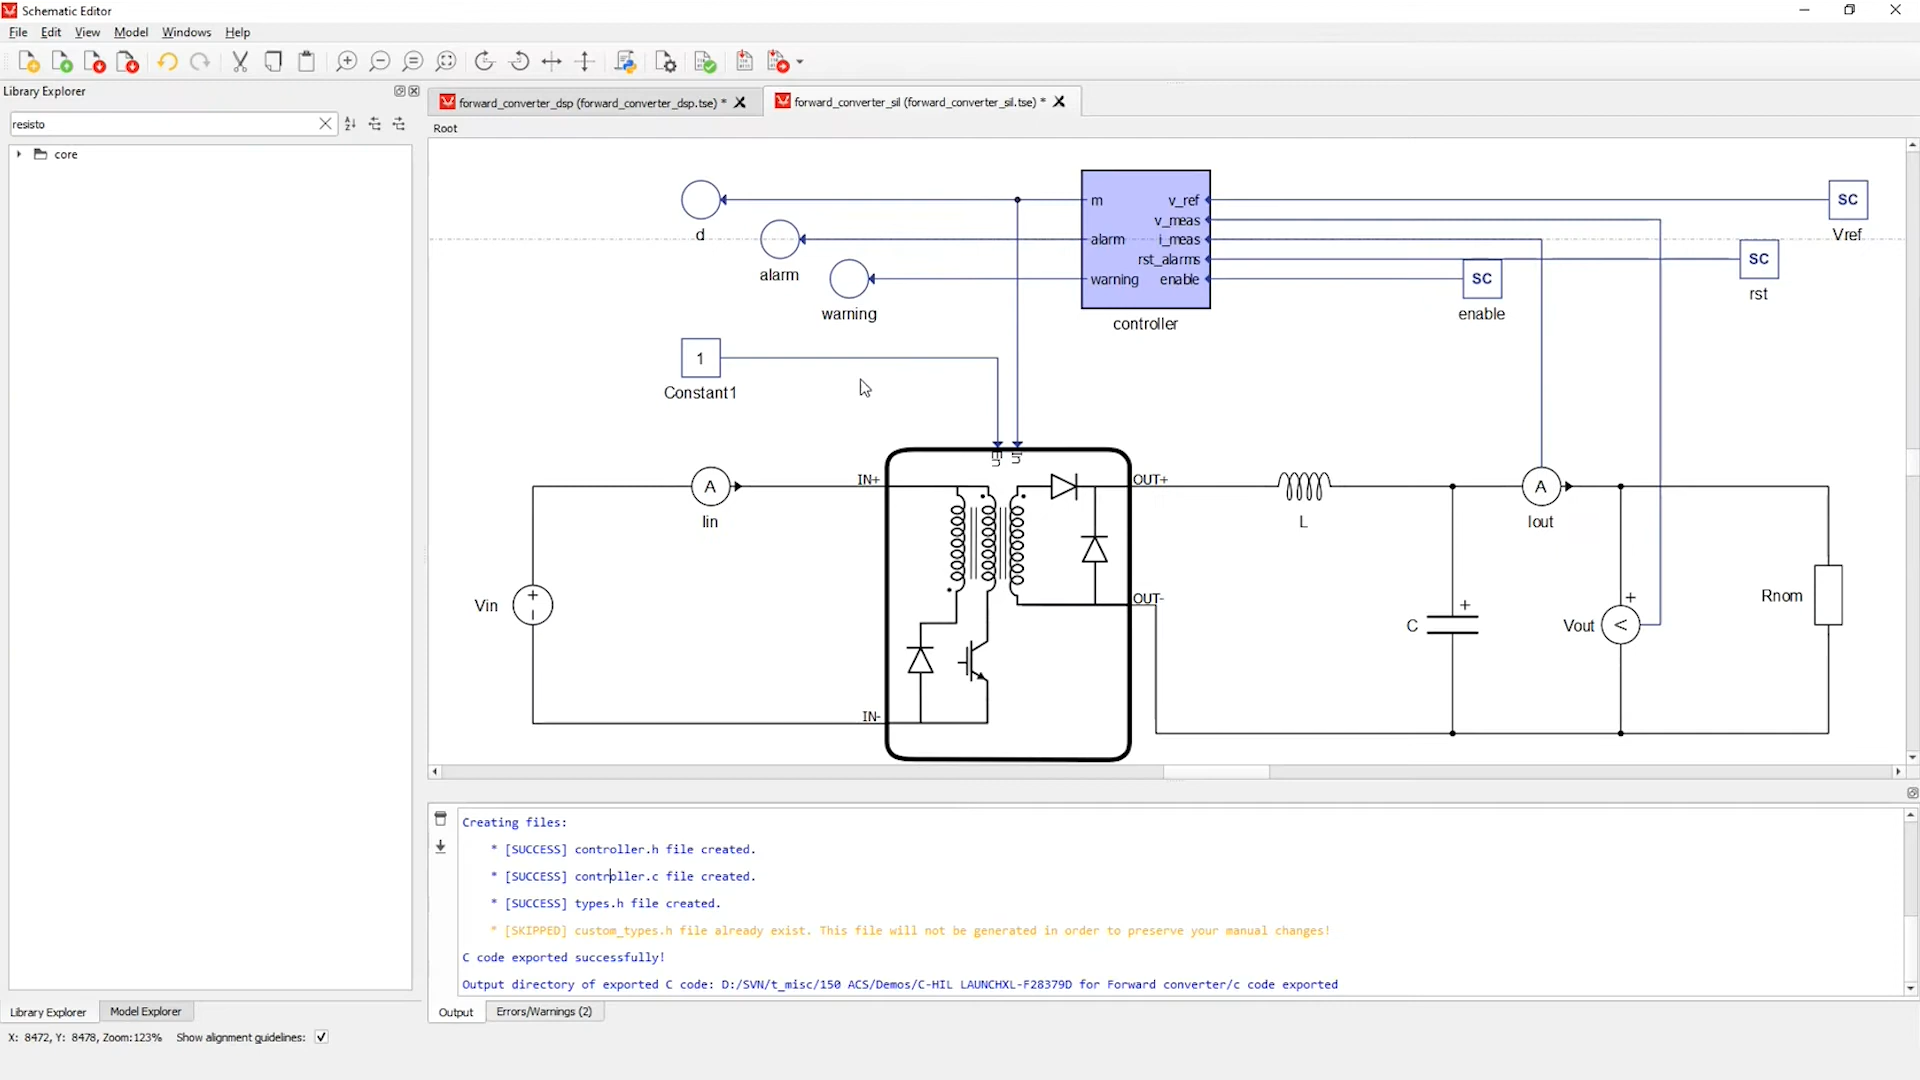 Schematic Editor
File Edit View Model Windows Help
Library Explorer
forward_converter_dsp (forward_converter_dsp.tse) *
forward_converter_sil (forward_converter_sil.tse) *
resisto
Root
core
m
v_ref
v_meas
alarm
i_meas
rst_alarms
warning
enable
controller
d
alarm
warning
SC
Vref
SC
rst
SC
enable
1
Constant1
En
In
IN+
OUT+
A
Iin
L
A
Iout
Vin
OUT-
C
+
Vout
+
Rnom
IN-
Creating files:
* [SUCCESS] controller.h file created.
* [SUCCESS] controller.c file created.
* [SUCCESS] types.h file created.
* [SKIPPED] custom_types.h file already exist. This file will not be generated in order to preserve your manual changes!
C code exported successfully!
Output directory of exported C code: D:/SVN/t_misc/150 ACS/Demos/C-HIL LAUNCHXL-F28379D for Forward converter/c code exported
Library Explorer
Model Explorer
Output
Errors/Warnings (2)
X: 8472, Y: 8478, Zoom:123% Show alignment guidelines: